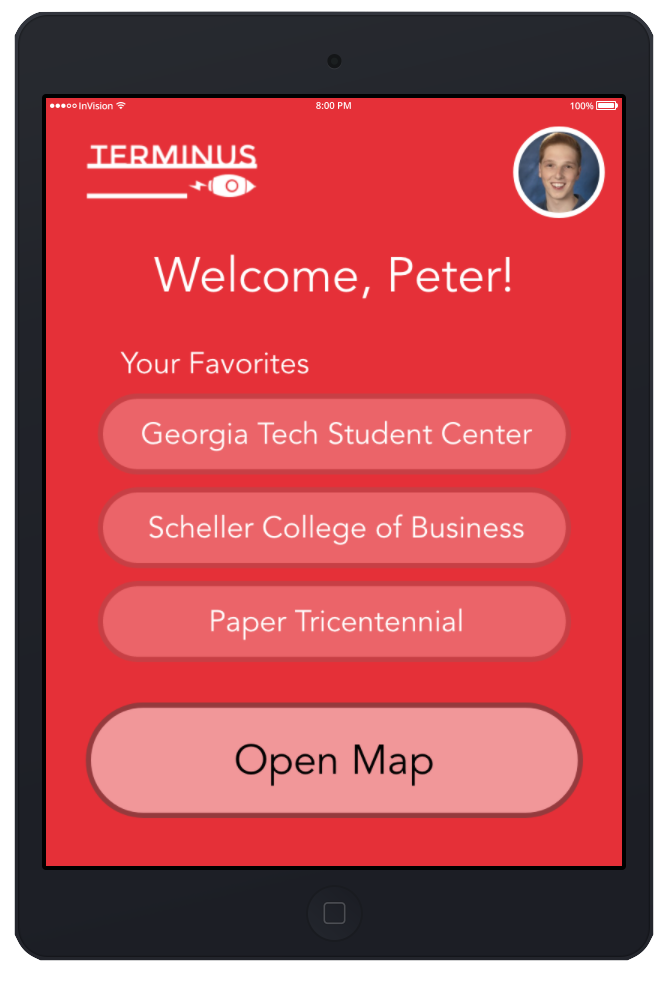 InVision 8:00 PM 100%
TERMINUS
Welcome, Peter!
Your Favorites
Georgia Tech Student Center
Scheller College of Business
Paper Tricentennial
Open Map